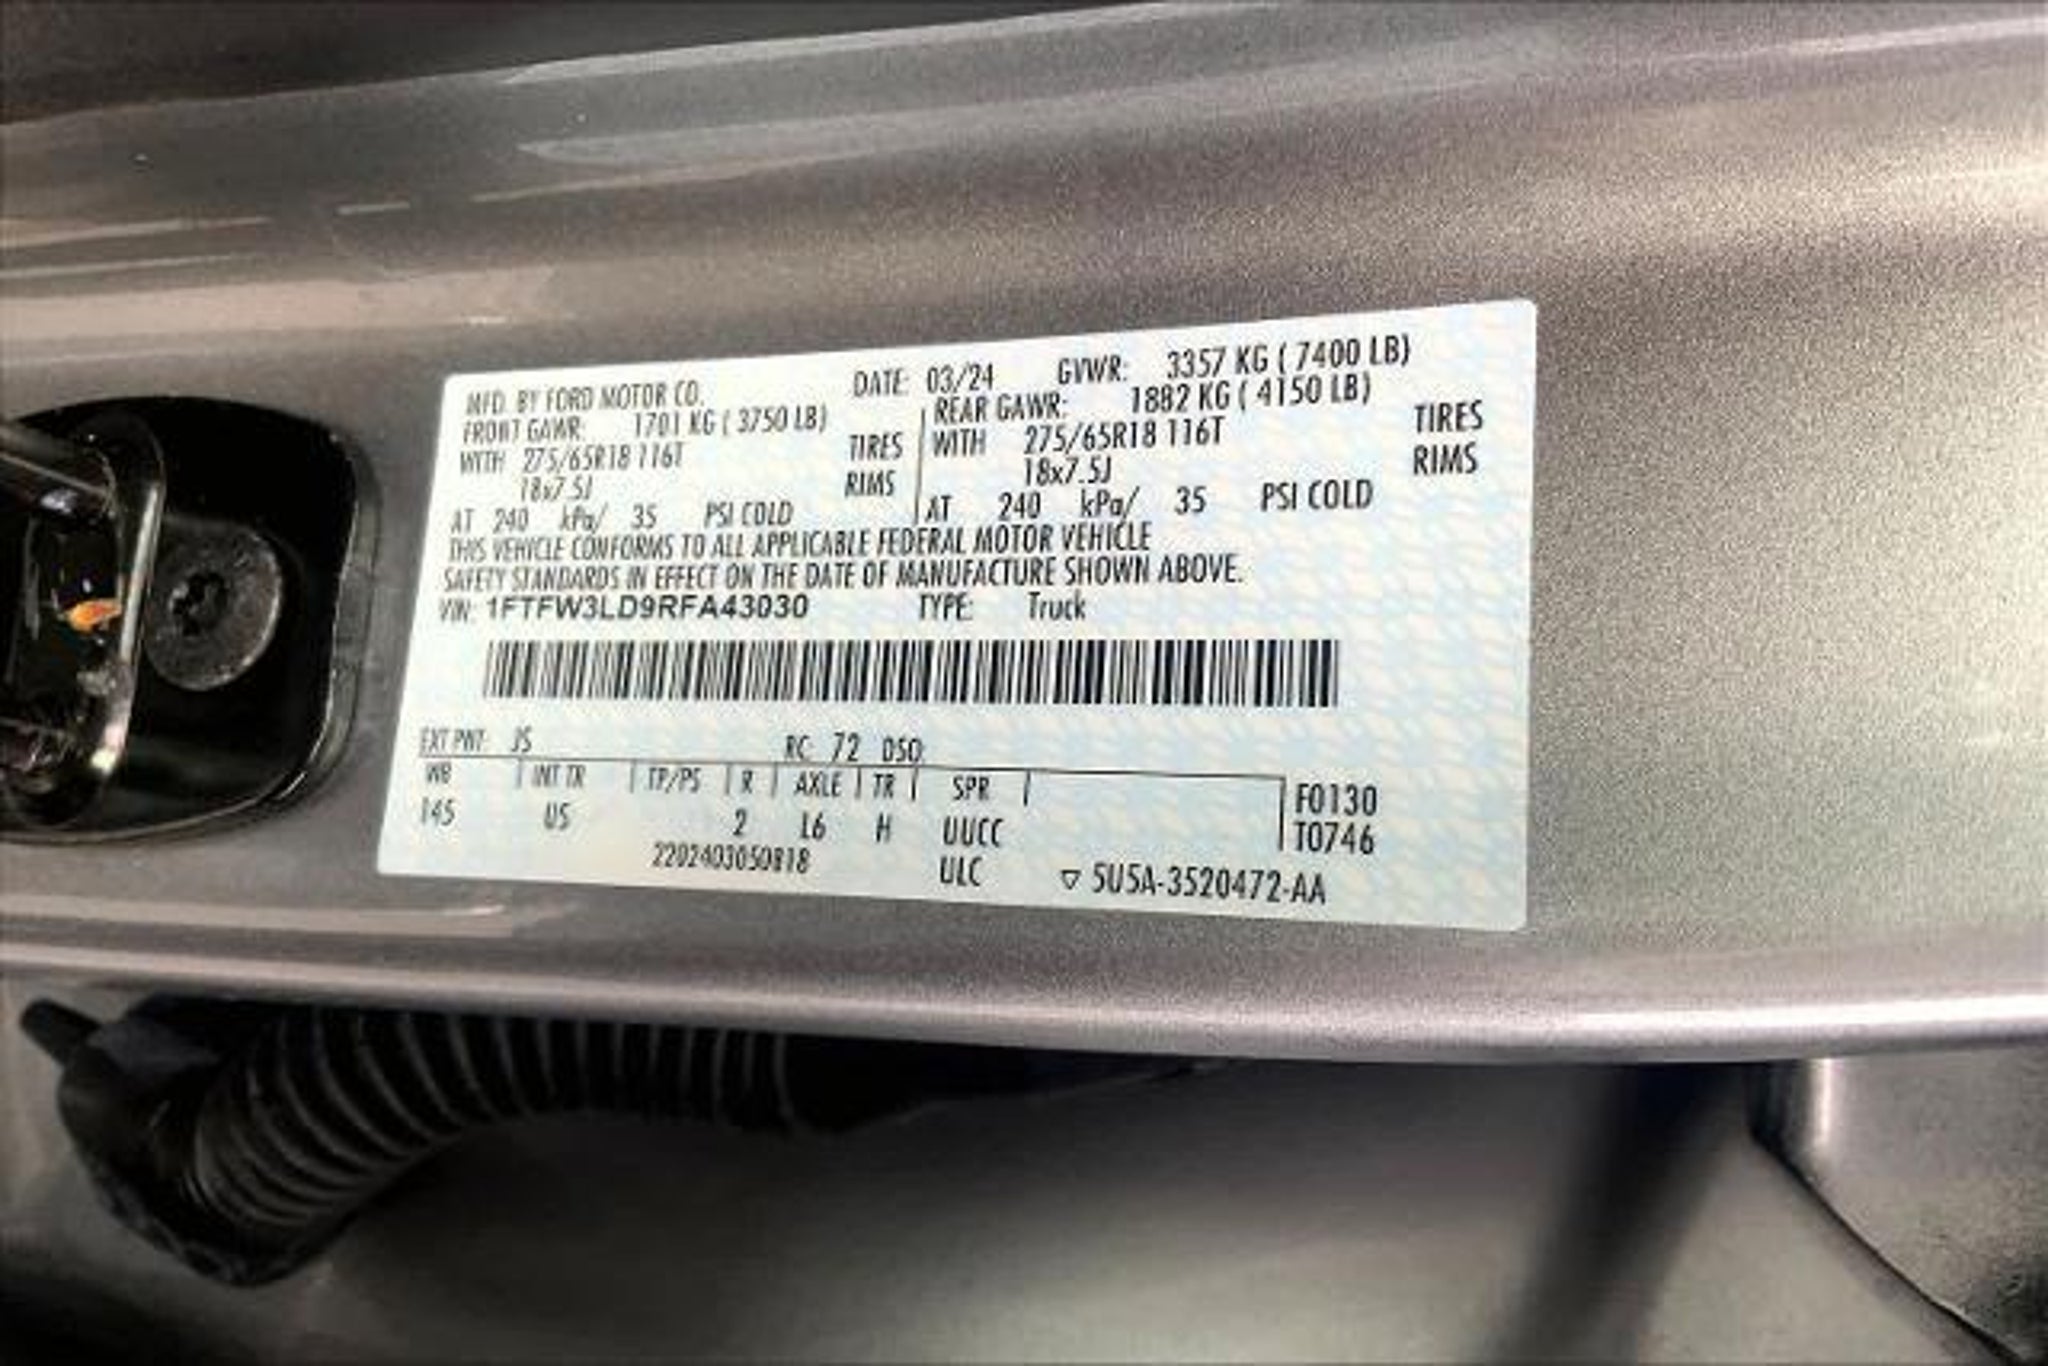 MFD. BY FORD MOTOR CO. DATE: 03/24 GVWR: 3357 KG ( 7400 LB)
FRONT GAWR: 1701 KG ( 3750 LB) REAR GAWR: 1882 KG ( 4150 LB)
WITH 275/65R18 116T TIRES WITH 275/65R18 116T TIRES
18x7.5J RIMS 18x7.5J RIMS
AT 240 kPa/ 35 PSI COLD AT 240 kPa/ 35 PSI COLD
THIS VEHICLE CONFORMS TO ALL APPLICABLE FEDERAL MOTOR VEHICLE
SAFETY STANDARDS IN EFFECT ON THE DATE OF MANUFACTURE SHOWN ABOVE.
VIN: 1FTFW3LD9RFA43030 TYPE: Truck
EXT PNT: JS RC: 72 DSO:
WB INT TR TP/PS R AXLE TR SPR F0130
145 US 2 L6 H UUCC T0746
2202403050818 ULC ▽ 5U5A-3520472-AA